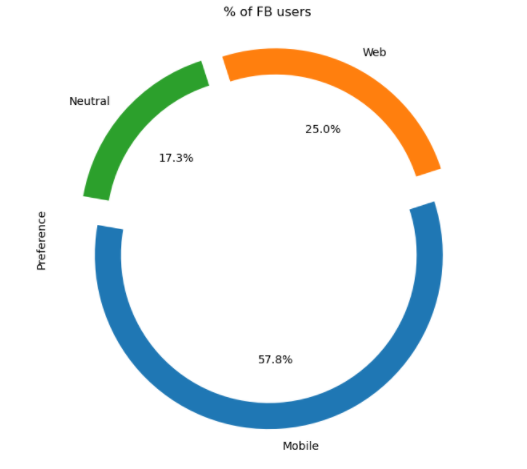 % of FB users
Web
Neutral
25.0%
17.3%
Preference
57.8%
Mobile